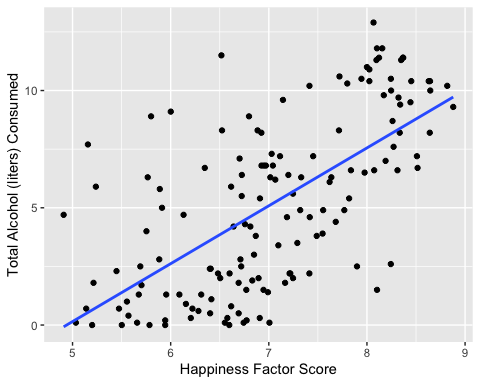 10
5
0
Total Alcohol (liters) Consumed
5 6 7 8 9
Happiness Factor Score